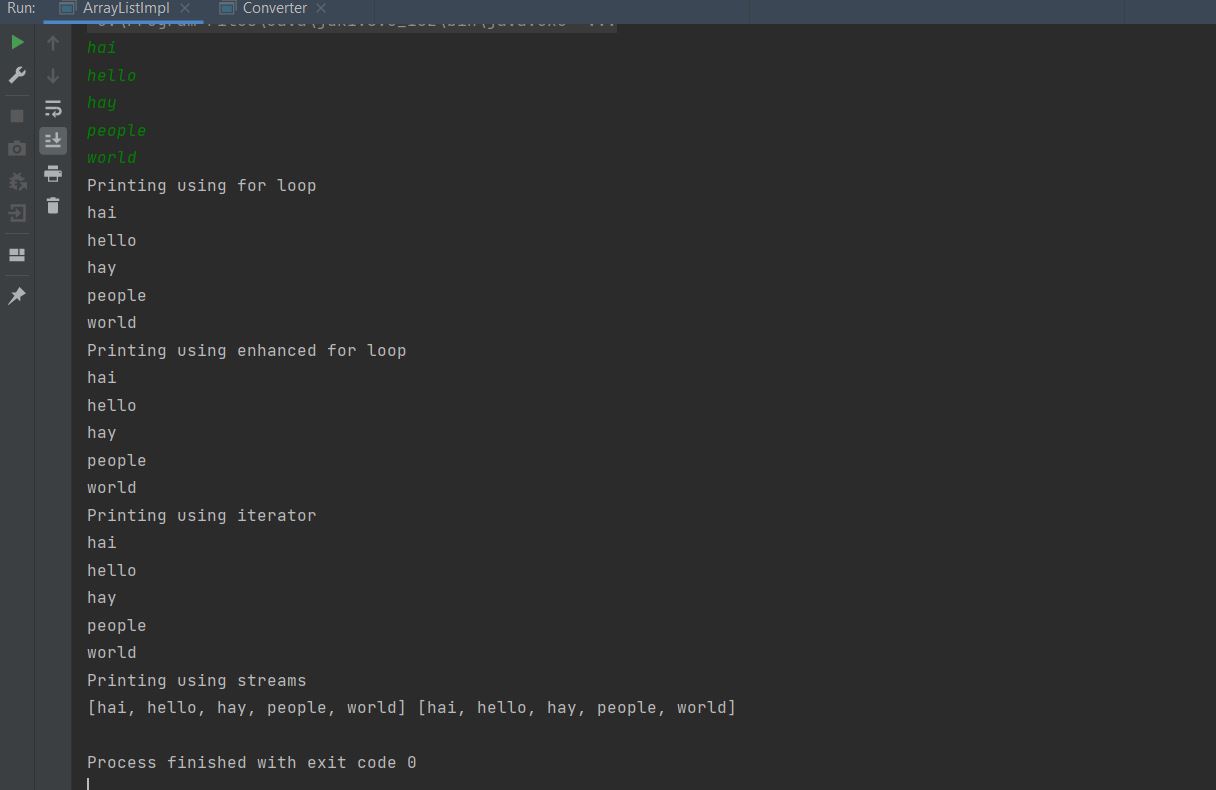 Run: ArrayListImpl Converter
hai
hello
hay
people
world
Printing using for loop
hai
hello
hay
people
world
Printing using enhanced for loop
hai
hello
hay
people
world
Printing using iterator
hai
hello
hay
people
world
Printing using streams
[hai, hello, hay, people, world] [hai, hello, hay, people, world]
Process finished with exit code 0